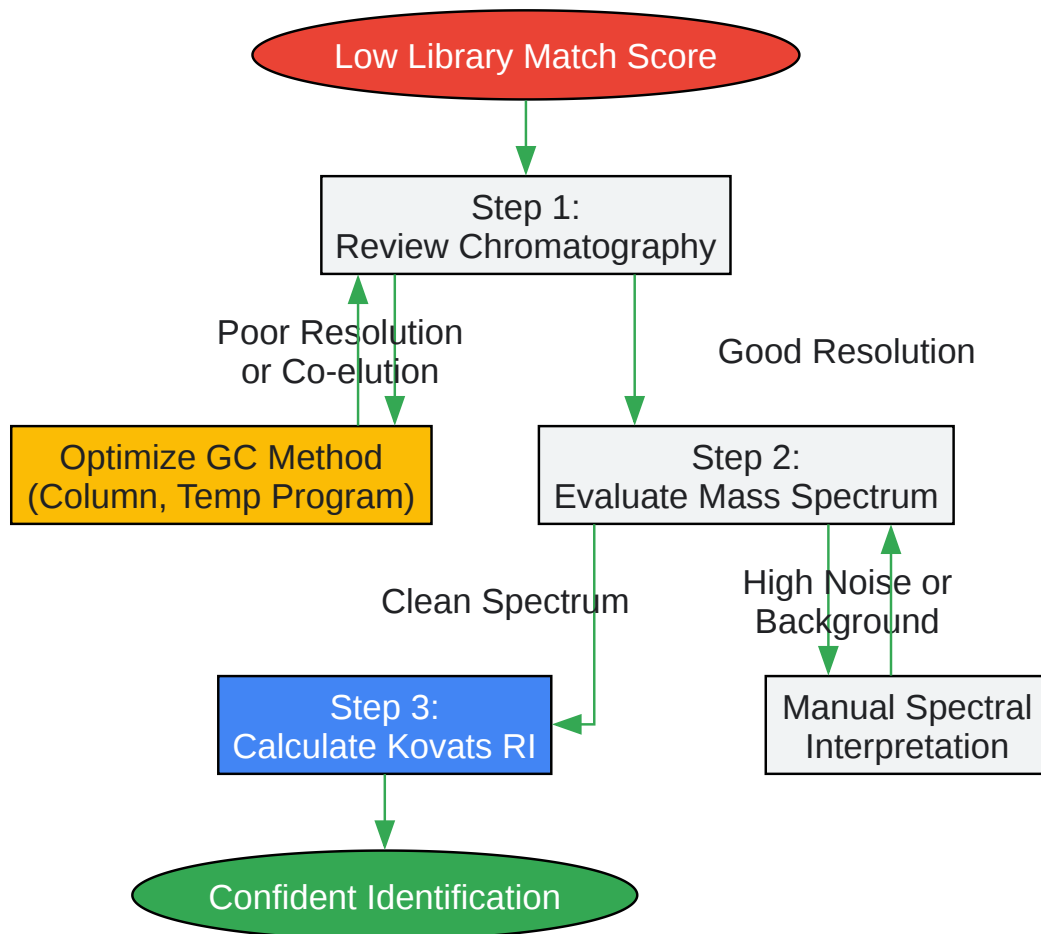 Low Library Match Score
Step 1:
Review Chromatography
Poor Resolution
or Co-elution
Good Resolution
Optimize GC Method
(Column, Temp Program)
Step 2:
Evaluate Mass Spectrum
Clean Spectrum
High Noise or
Background
Step 3:
Calculate Kovats RI
Manual Spectral
Interpretation
Confident Identification